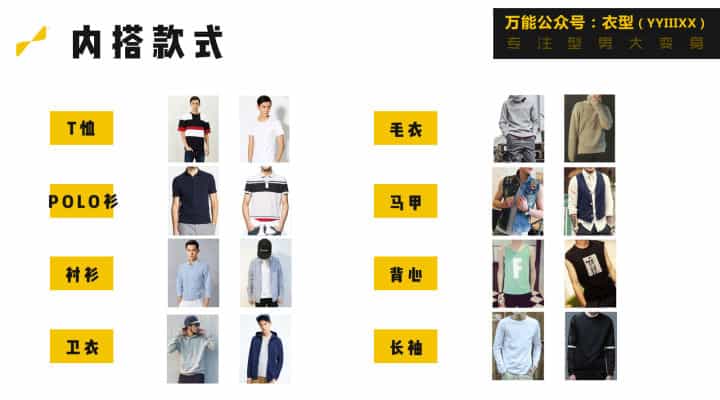 内搭款式
万能公众号：衣型（YYIIIXX）
专注型男大变身
T恤
毛衣
POLO衫
马甲
衬衫
背心
F
卫衣
长袖